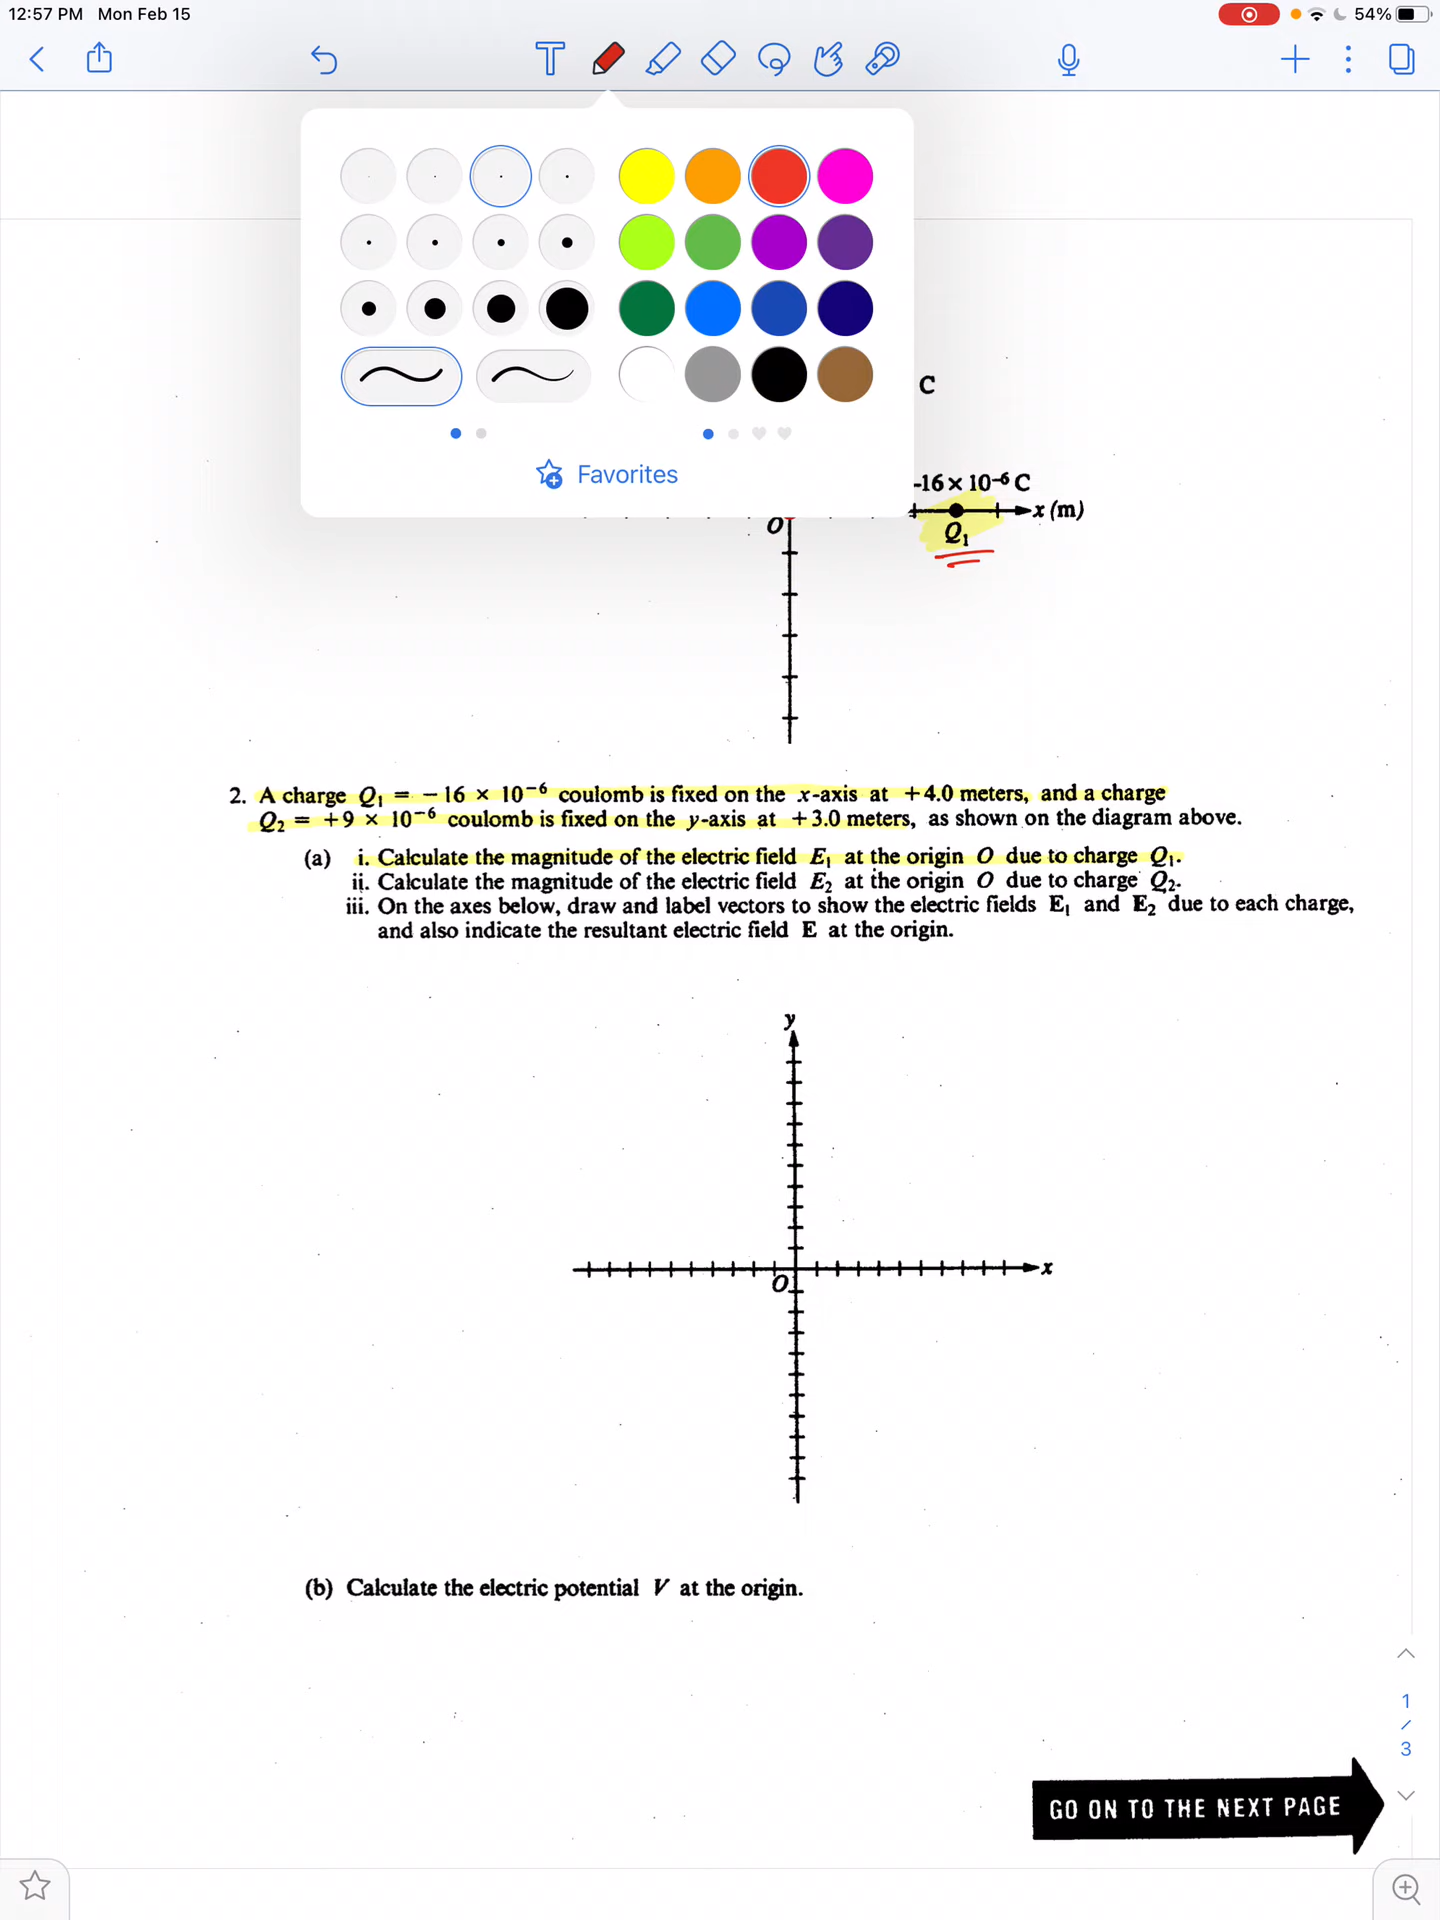 12:57 PM Mon Feb 15
54%
T
Favorites
C
-16 × 10⁻⁶ C
x (m)
O
Q₁
2. A charge Q₁ = - 16 × 10⁻⁶ coulomb is fixed on the x-axis at +4.0 meters, and a charge
Q₂ = +9 × 10⁻⁶ coulomb is fixed on the y-axis at +3.0 meters, as shown on the diagram above.
(a) i. Calculate the magnitude of the electric field E₁ at the origin O due to charge Q₁.
ii. Calculate the magnitude of the electric field E₂ at the origin O due to charge Q₂.
iii. On the axes below, draw and label vectors to show the electric fields E₁ and E₂ due to each charge,
and also indicate the resultant electric field E at the origin.
y
x
O
(b) Calculate the electric potential V at the origin.
1
/
3
GO ON TO THE NEXT PAGE